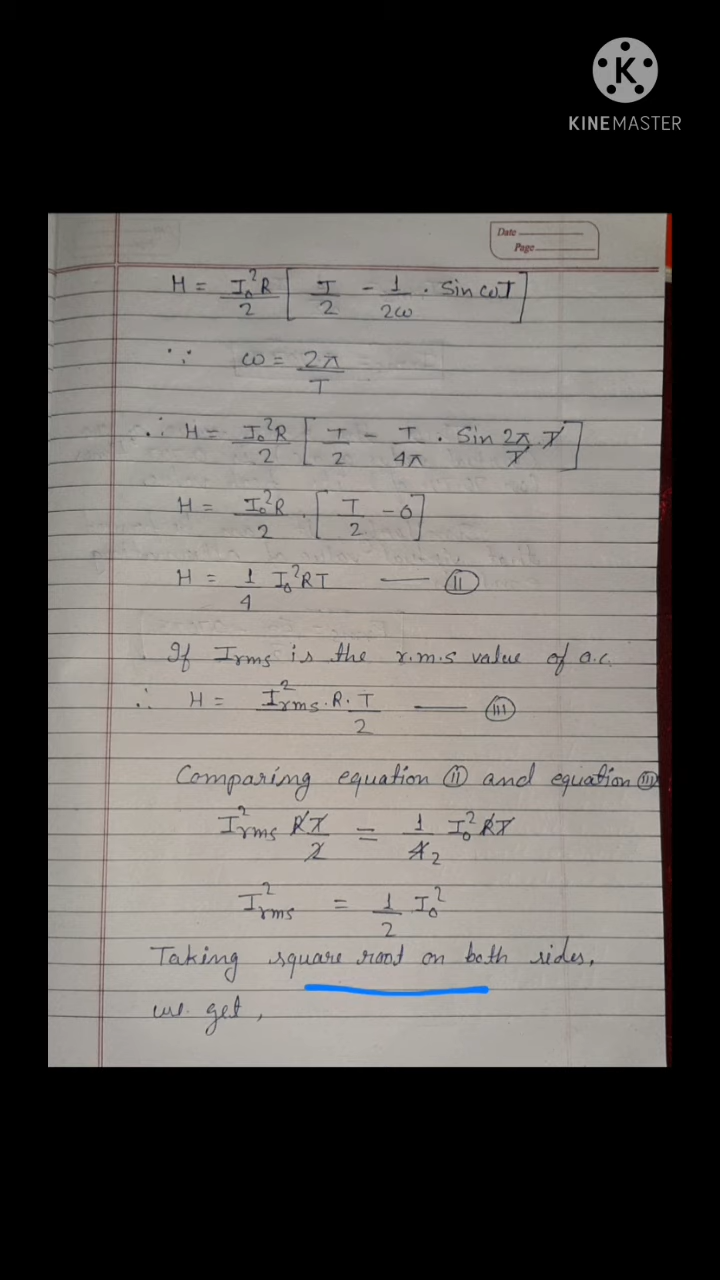 KINEMASTER
Date
Page
H = I₀²R/2 [ T/2 - 1/2ω . Sin ωT ]
∵ ω = 2π/T
∴ H = I₀²R/2 [ T/2 - T/4π . Sin 2π/T . T ]
H = I₀²R/2 . [ T/2 - 0 ]
H = 1/4 I₀²RT — (ii)
If Irms is the r.m.s value of a.c.
∴ H = I²rms . R . T/2 — (iii)
Comparing equation (ii) and equation (iii)
I²rms RT/2 = 1/4 2 I₀² RT
I²rms = 1/2 I₀²
Taking square root on both sides,
we get,